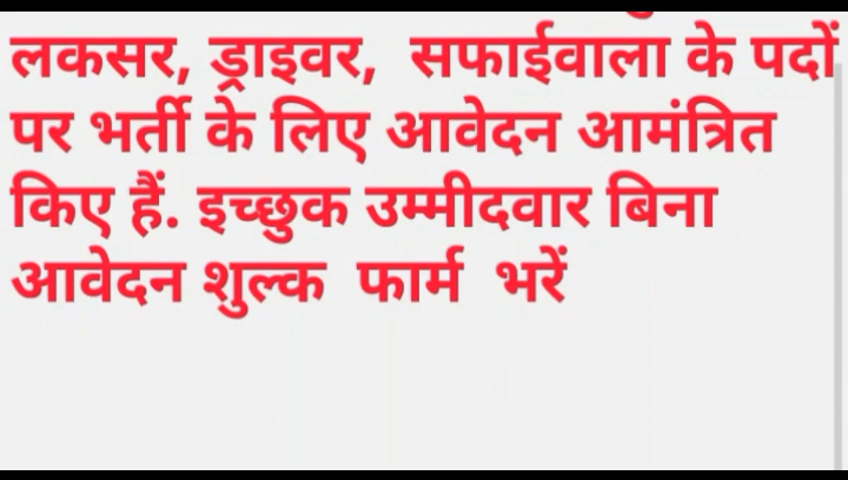 लकसर, ड्राइवर, सफाईवाला के पदों
पर भर्ती के लिए आवेदन आमंत्रित
किए हैं. इच्छुक उम्मीदवार बिना
आवेदन शुल्क फार्म भरें